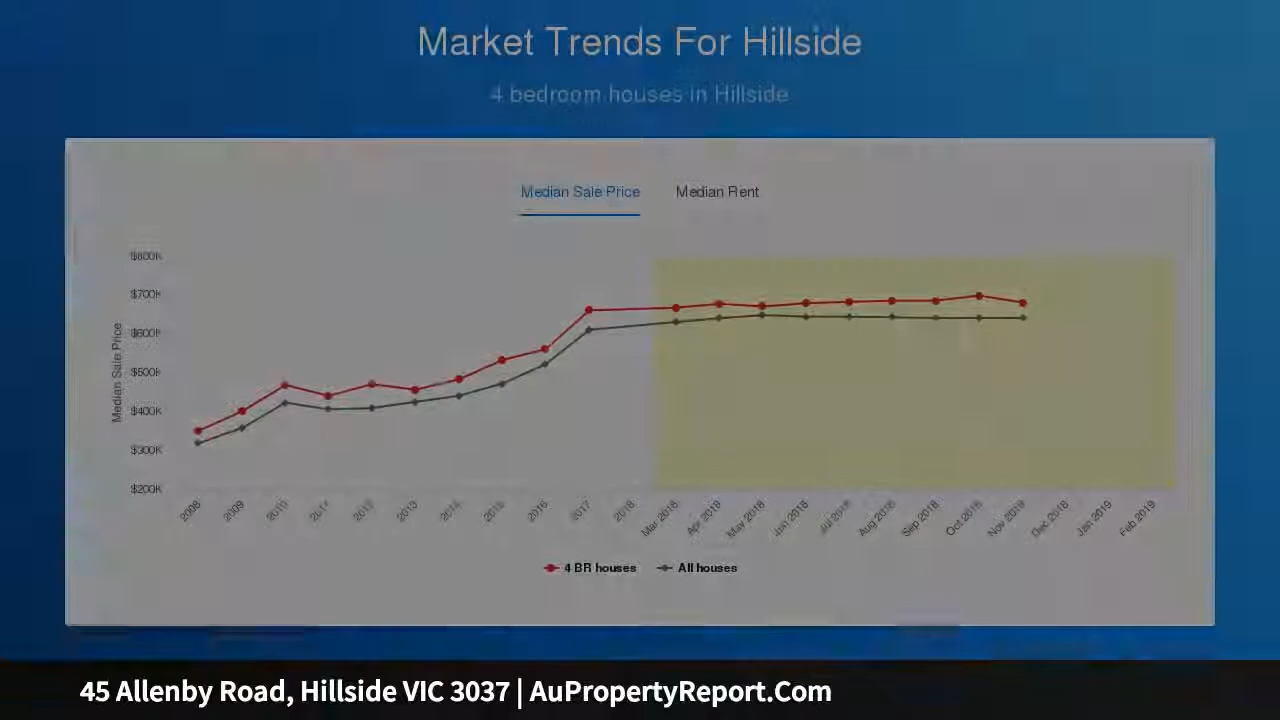 Market Trends For Hillside
4 bedroom houses in Hillside
Median Sale Price Median Rent
$800K
$700K
$600K
$500K
$400K
$300K
$200K
Median Sale Price
2008 2009 2010 2011 2012 2013 2014 2015 2016 2017 2018 Mar 2018 Apr 2018 May 2018 Jun 2018 Jul 2018 Aug 2018 Sep 2018 Oct 2018 Nov 2018 Dec 2018 Jan 2019 Feb 2019
4 BR houses All houses
45 Allenby Road, Hillside VIC 3037 | AuPropertyReport.Com